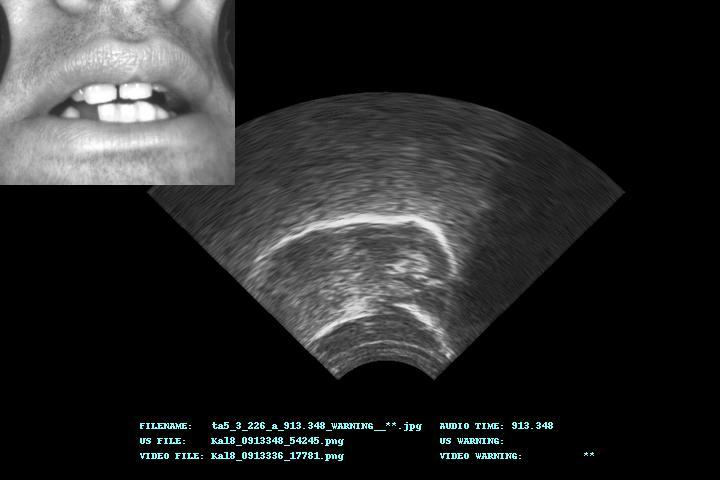 FILENAME: ta5_3_226_a_913.348_WARNING__**.jpg AUDIO TIME: 913.348
US FILE: Kal8_0913348_54245.png US WARNING:
VIDEO FILE: Kal8_0913336_17781.png VIDEO WARNING: **